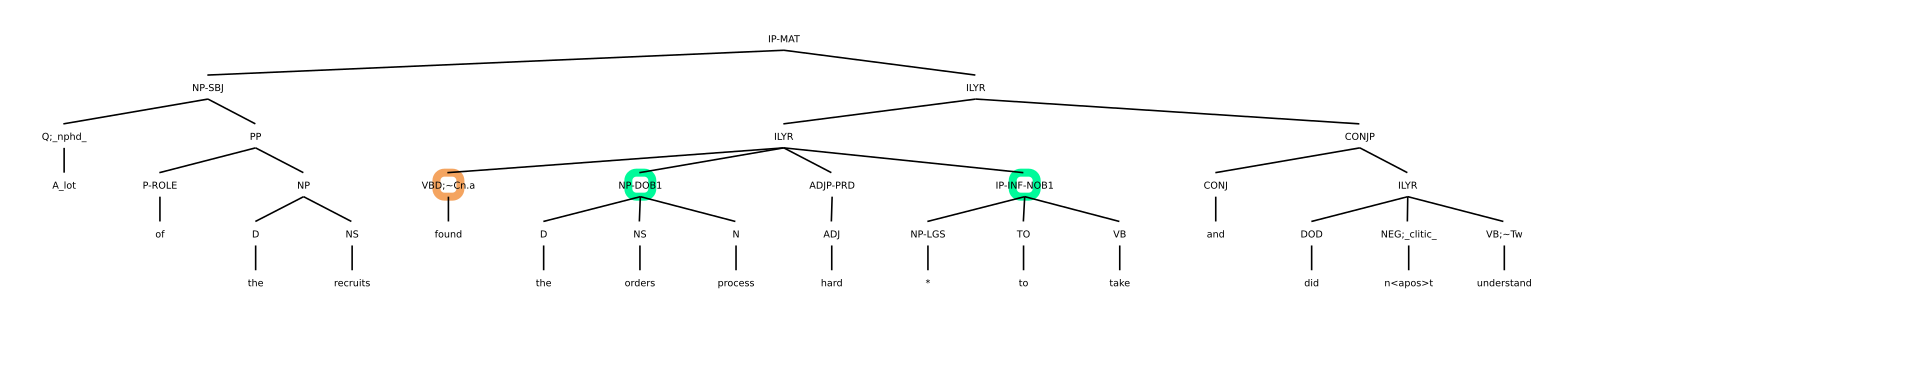 IP-MAT
NP-SBJ ILYR
Q;_nphd_ PP ILYR CONJP
A_lot P-ROLE NP VBD;~Cn.a NP-DOB1 ADJP-PRD IP-INF-NOB1 CONJ ILYR
of D NS found D NS N ADJ NP-LGS TO VB and DOD NEG;_clitic_ VB;~Tw
the recruits the orders process hard * to take did n<apos>t understand